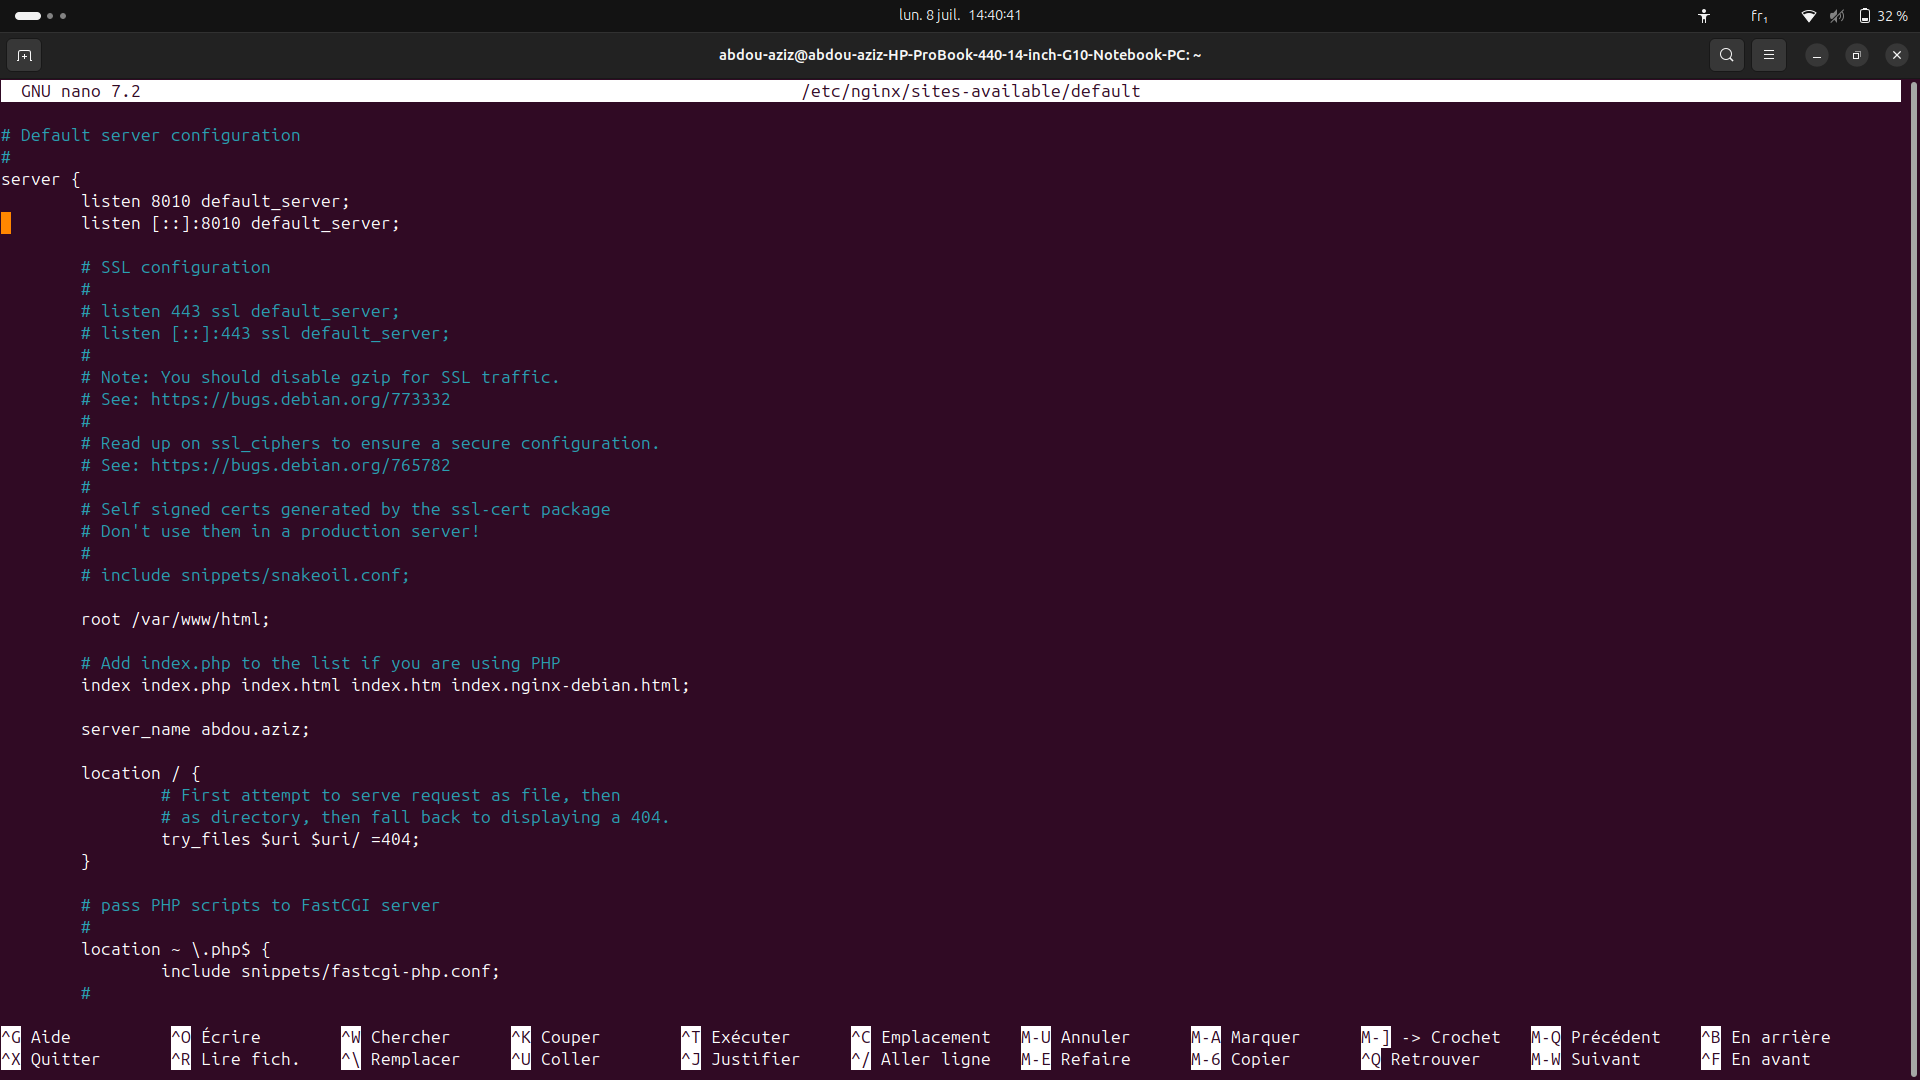 lun. 8 juil. 14:40:41
fr₁ 32 %
abdou-aziz@abdou-aziz-HP-ProBook-440-14-inch-G10-Notebook-PC: ~
GNU nano 7.2 /etc/nginx/sites-available/default
# Default server configuration
#
server {
listen 8010 default_server;
listen [::]:8010 default_server;
# SSL configuration
#
# listen 443 ssl default_server;
# listen [::]:443 ssl default_server;
#
# Note: You should disable gzip for SSL traffic.
# See: https://bugs.debian.org/773332
#
# Read up on ssl_ciphers to ensure a secure configuration.
# See: https://bugs.debian.org/765782
#
# Self signed certs generated by the ssl-cert package
# Don't use them in a production server!
#
# include snippets/snakeoil.conf;
root /var/www/html;
# Add index.php to the list if you are using PHP
index index.php index.html index.htm index.nginx-debian.html;
server_name abdou.aziz;
location / {
# First attempt to serve request as file, then
# as directory, then fall back to displaying a 404.
try_files $uri $uri/ =404;
}
# pass PHP scripts to FastCGI server
#
location ~ \.php$ {
include snippets/fastcgi-php.conf;
#
^G Aide ^O Écrire ^W Chercher ^K Couper ^T Exécuter ^C Emplacement M-U Annuler M-A Marquer M-] -> Crochet M-Q Précédent ^B En arrière
^X Quitter ^R Lire fich. ^\ Remplacer ^U Coller ^J Justifier ^/ Aller ligne M-E Refaire M-6 Copier ^Q Retrouver M-W Suivant ^F En avant